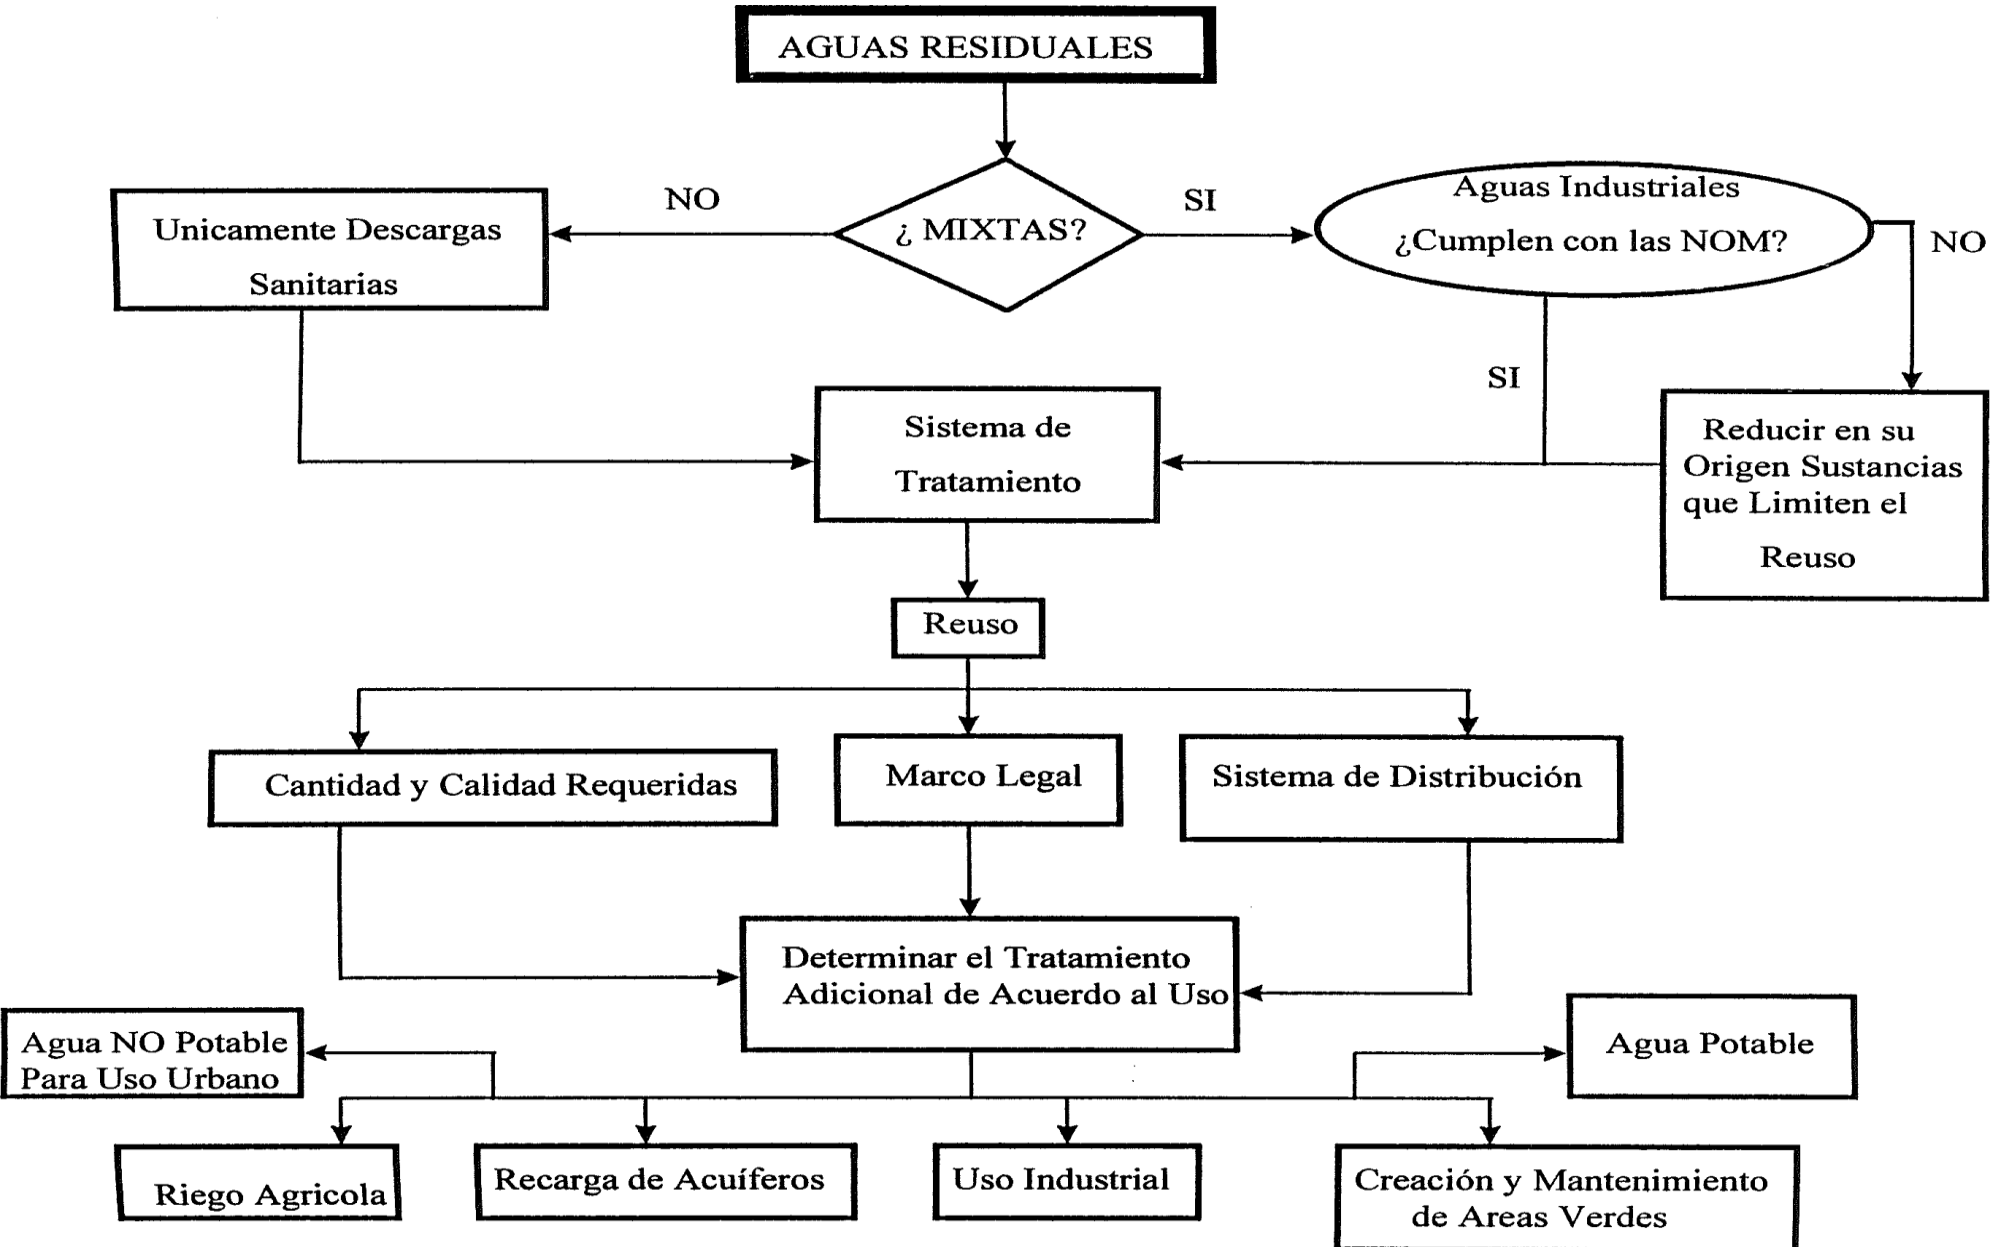 AGUAS RESIDUALES
NO
SI
¿ MIXTAS?
Unicamente Descargas
Sanitarias
Aguas Industriales
¿Cumplen con las NOM?
NO
SI
Sistema de
Tratamiento
Reducir en su
Origen Sustancias
que Limiten el
Reuso
Reuso
Cantidad y Calidad Requeridas
Marco Legal
Sistema de Distribución
Determinar el Tratamiento
Adicional de Acuerdo al Uso
Agua NO Potable
Para Uso Urbano
Agua Potable
Riego Agricola
Recarga de Acuíferos
Uso Industrial
Creación y Mantenimiento
de Areas Verdes